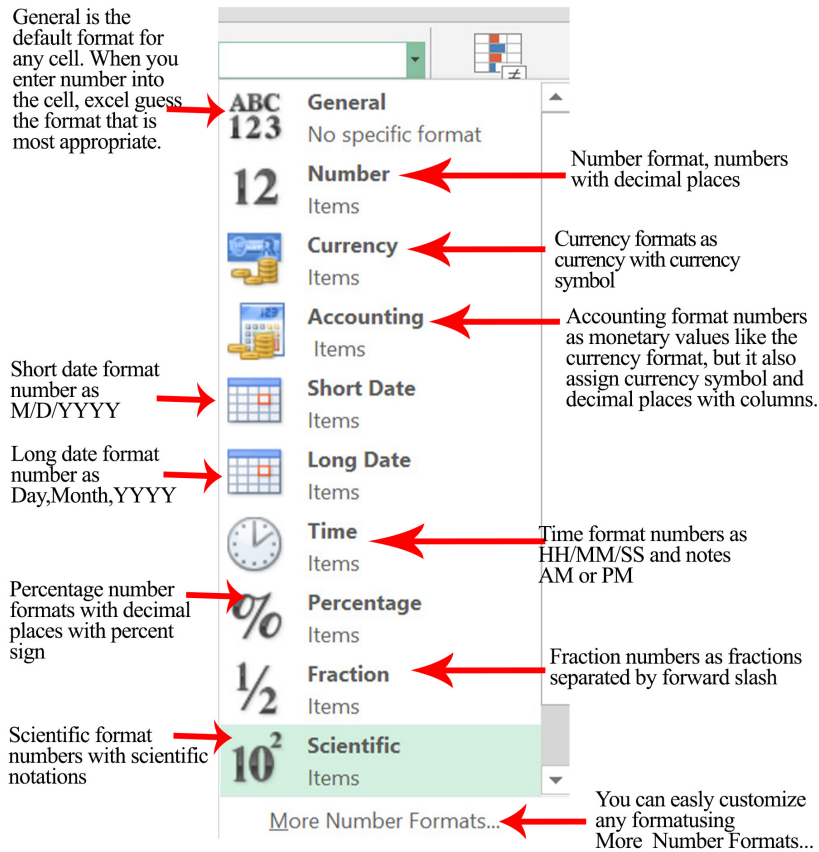 General is the
default format for
any cell. When you
enter number into
the cell, excel guess
the format that is
most appropriate.
ABC
123
General
No specific format
12
Number
Items
Number format, numbers
with decimal places
Currency
Items
Currency formats as
currency with currency
symbol
123
Accounting
Items
Accounting format numbers
as monetary values like the
currency format, but it also
assign currency symbol and
decimal places with columns.
Short date format
number as
M/D/YYYY
Short Date
Items
Long date format
number as
Day,Month,YYYY
Long Date
Items
Time
Items
Time format numbers as
HH/MM/SS and notes
AM or PM
Percentage number
formats with decimal
places with percent
sign
%
Percentage
Items
1/2
Fraction
Items
Fraction numbers as fractions
separated by forward slash
Scientific format
numbers with scientific
notations
10²
Scientific
Items
More Number Formats...
You can easly customize
any formatusing
More Number Formats...